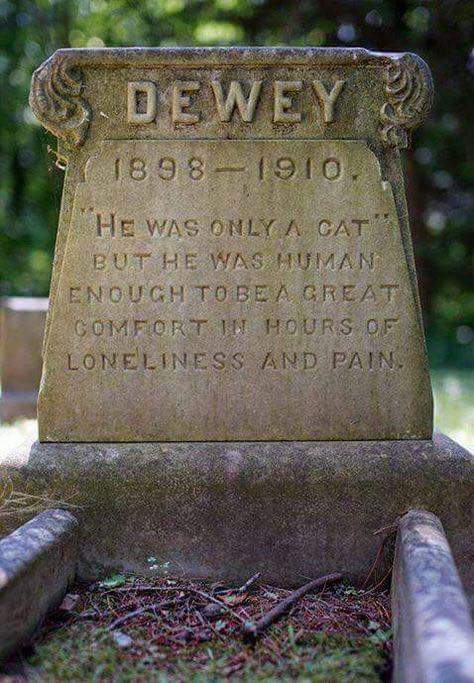 DEWEY
1898 — 1910.
"HE WAS ONLY A CAT"
BUT HE WAS HUMAN
ENOUGH TO BE A GREAT
COMFORT IN HOURS OF
LONELINESS AND PAIN.